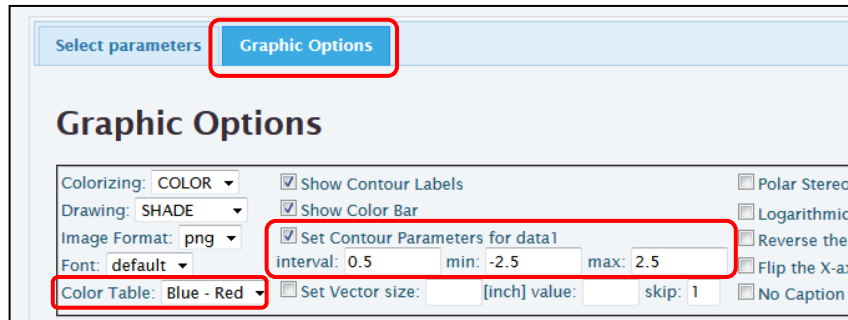 Select parameters Graphic Options
Graphic Options
Colorizing: COLOR Show Contour Labels Polar Stereo
Drawing: SHADE Show Color Bar Logarithmic
Image Format: png Set Contour Parameters for data1 Reverse the
Font: default interval: 0.5 min: -2.5 max: 2.5 Flip the X-ax
Color Table: Blue - Red Set Vector size: [inch] value: skip: 1 No Caption